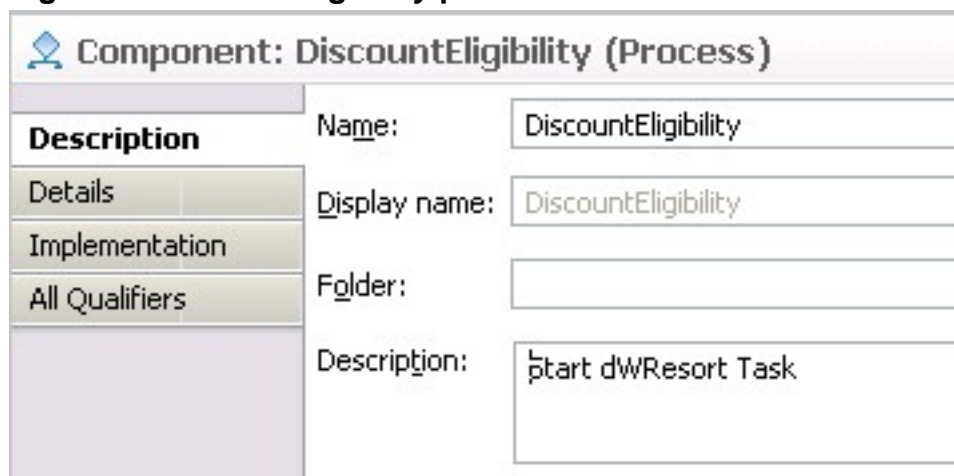 Component: DiscountEligibility (Process)
Description
Details
Implementation
All Qualifiers
Name: DiscountEligibility
Display name: DiscountEligibility
Folder:
Description: Start dWResort Task